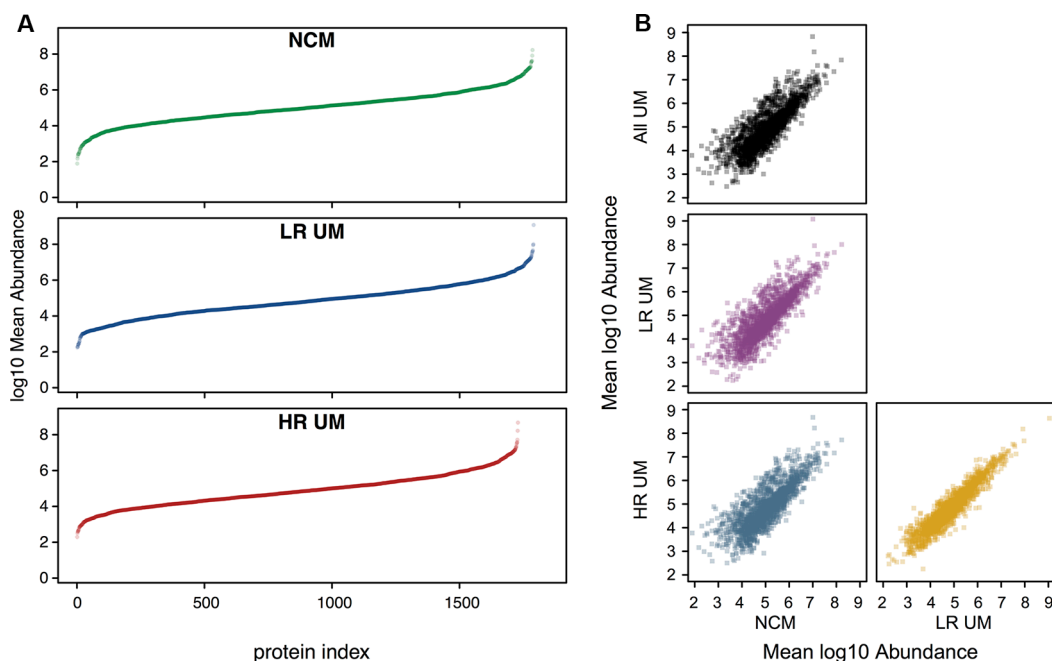 A
NCM
8
6
4
2
0
LR UM
8
6
4
2
0
HR UM
8
6
4
2
0
0 500 1000 1500
log10 Mean Abundance
protein index
B
9
8
7
6
5
4
3
2
All UM
9
8
7
6
5
4
3
2
LR UM
9
8
7
6
5
4
3
2
HR UM
Mean log10 Abundance
2 3 4 5 6 7 8 9
NCM
2 3 4 5 6 7 8 9
LR UM
Mean log10 Abundance